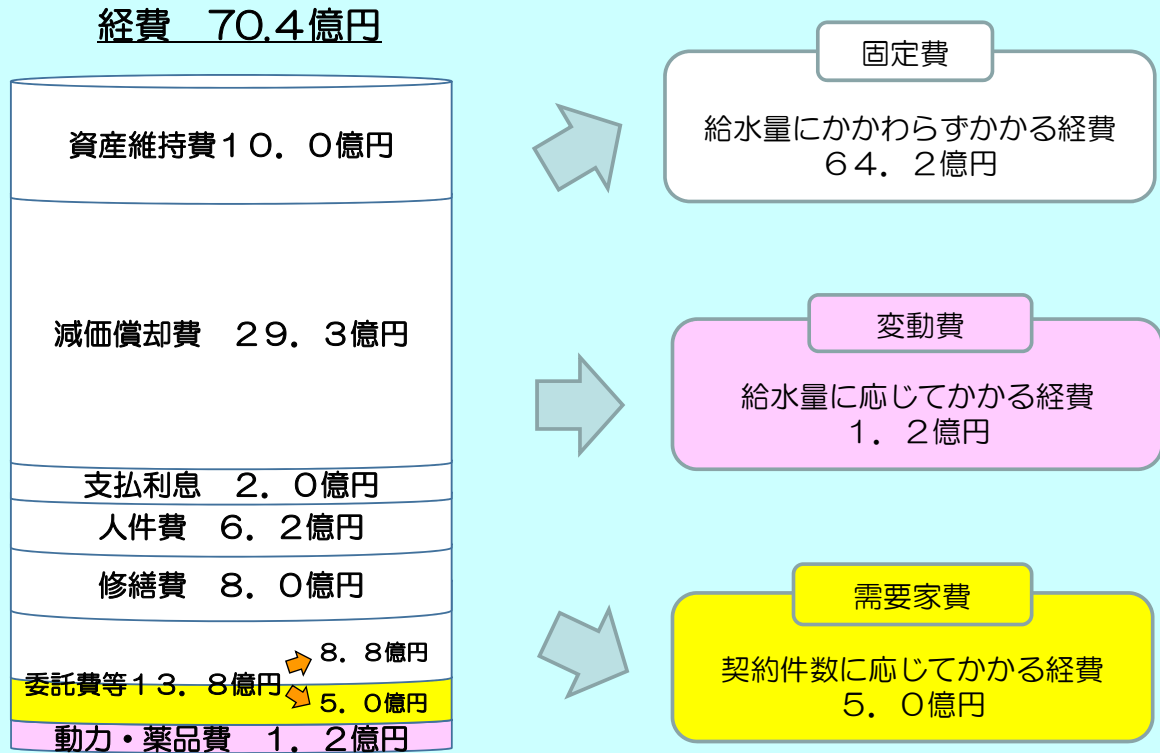 経費　70.4億円
資産維持費１０．０億円
減価償却費　２９．３億円
支払利息　２．０億円
人件費　６．２億円
修繕費　８．０億円
８．８億円
委託費等１３．８億円
５．０億円
動力・薬品費　１．２億円
固定費
給水量にかかわらずかかる経費
６４．２億円
変動費
給水量に応じてかかる経費
１．２億円
需要家費
契約件数に応じてかかる経費
５．０億円